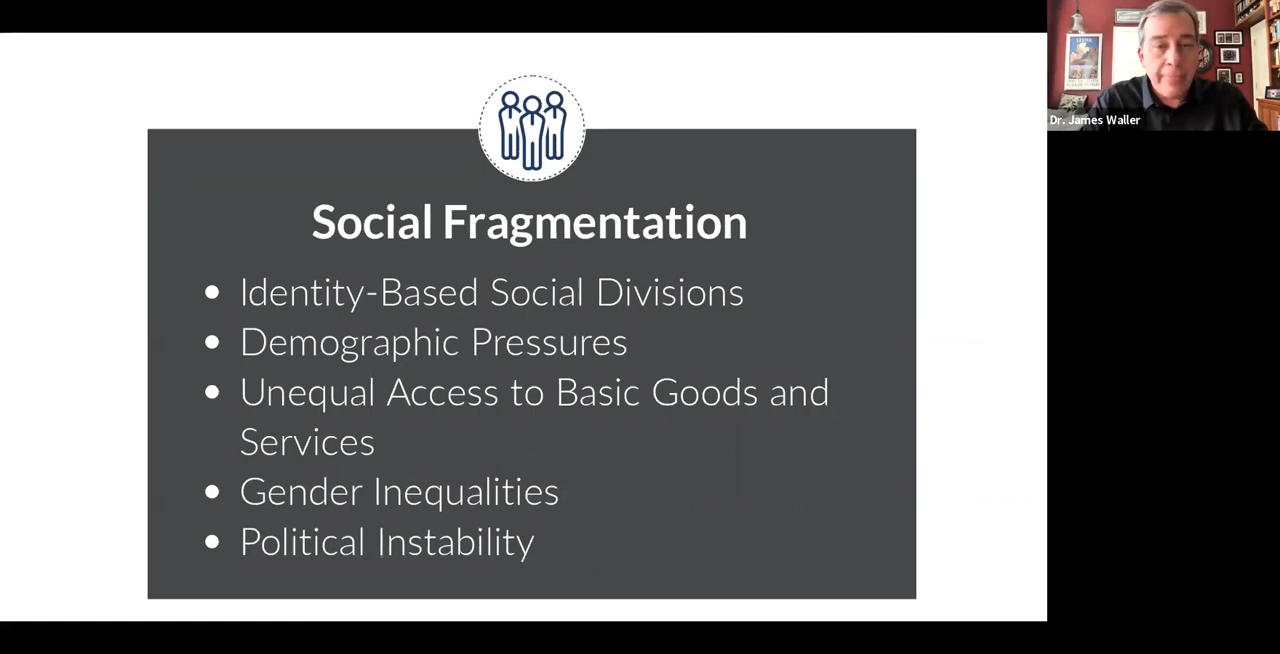 Social Fragmentation
Identity-Based Social Divisions
Demographic Pressures
Unequal Access to Basic Goods and
Services
Gender Inequalities
Political Instability
Dr. James Waller